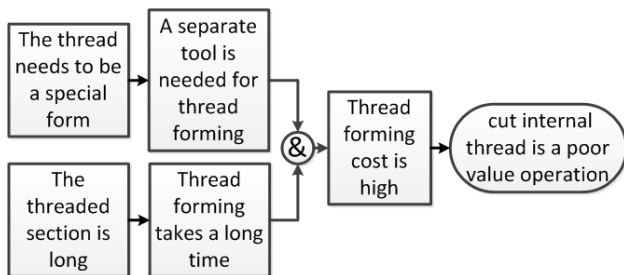 The thread
needs to be
a special
form
A separate
tool is
needed for
thread
forming
The
threaded
section is
long
Thread
forming
takes a long
time
&
Thread
forming
cost is
high
cut internal
thread is a poor
value operation